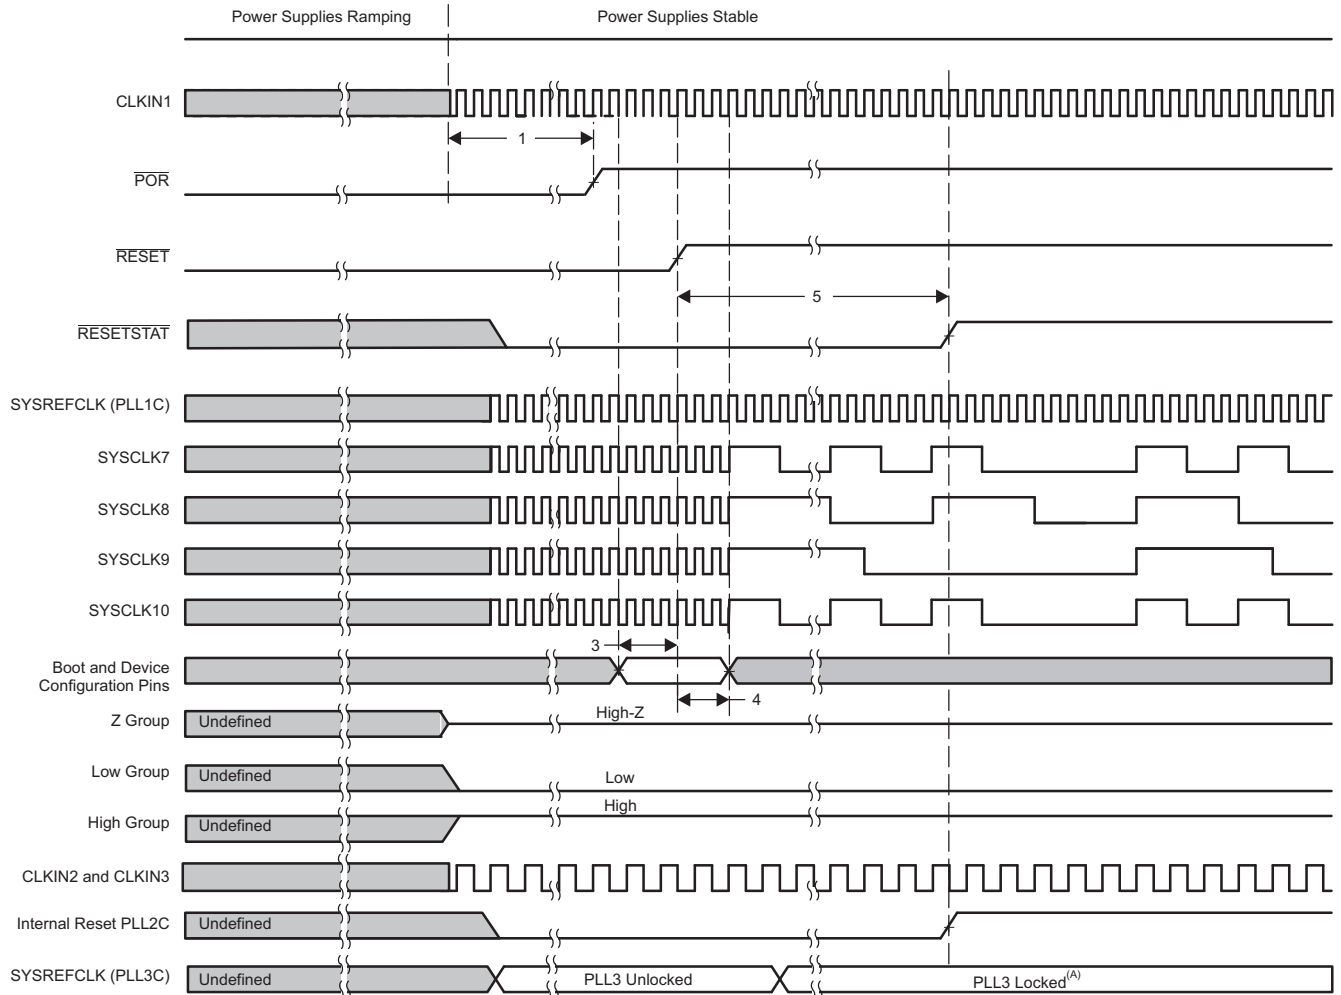 Power Supplies Ramping
Power Supplies Stable
CLKIN1
1
POR
RESET
5
RESETSTAT
SYSREFCLK (PLL1C)
SYSCLK7
SYSCLK8
SYSCLK9
SYSCLK10
3
Boot and Device
Configuration Pins
4
Z Group
Undefined
High-Z
Low Group
Undefined
Low
High Group
Undefined
High
CLKIN2 and CLKIN3
Internal Reset PLL2C
Undefined
SYSREFCLK (PLL3C)
Undefined
PLL3 Unlocked
PLL3 Locked(A)